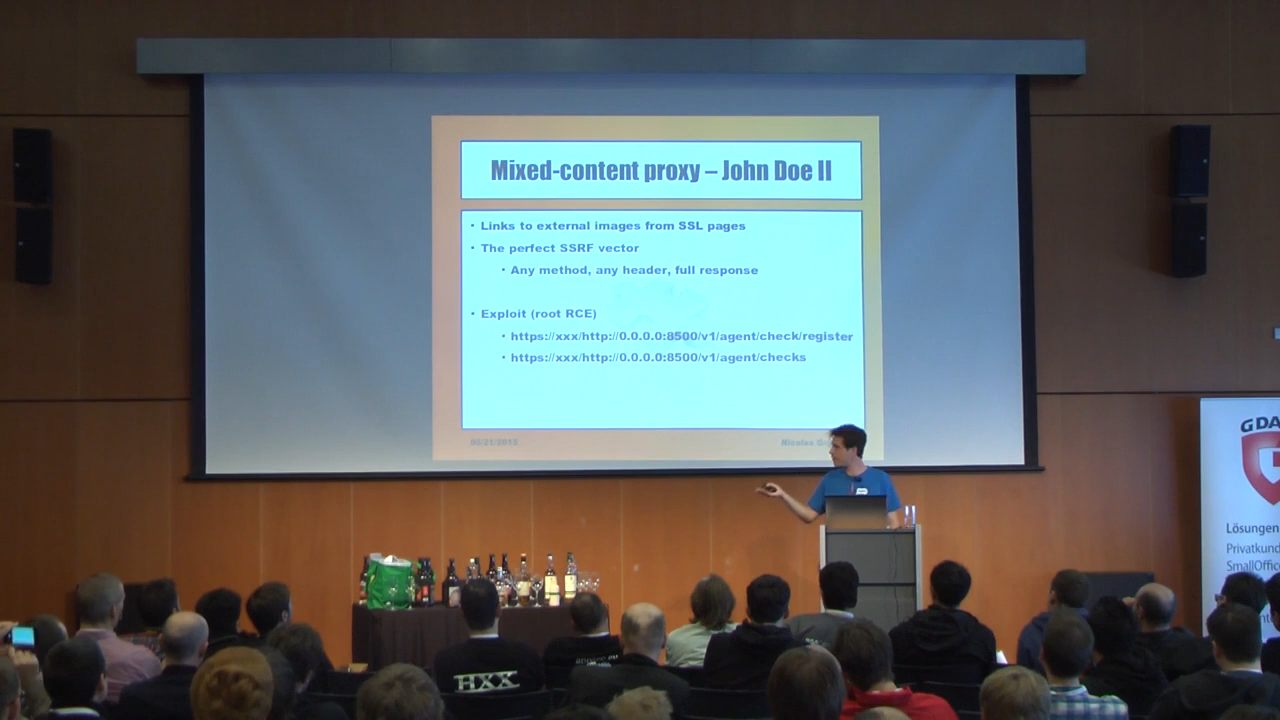 Mixed-content proxy – John Doe II
• Links to external images from SSL pages
• The perfect SSRF vector
• Any method, any header, full response
• Exploit (root RCE)
• https://xxx/http://0.0.0.0:8500/v1/agent/check/register
• https://xxx/http://0.0.0.0:8500/v1/agent/checks
Nicolas
GDA
Lösungen
Privatkund
SmallOffic
HXX